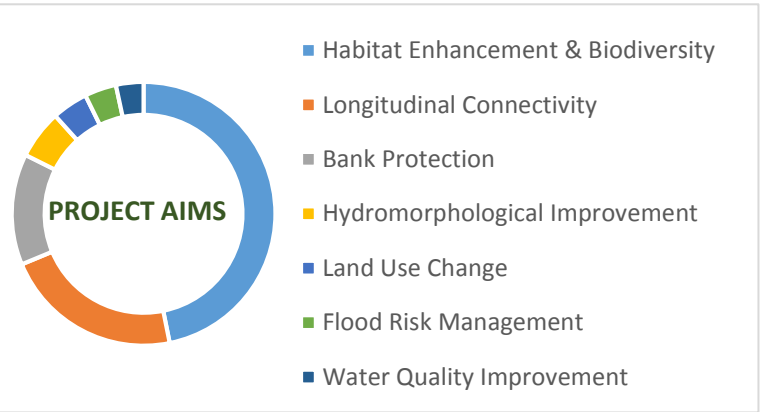 PROJECT AIMS
Habitat Enhancement & Biodiversity
Longitudinal Connectivity
Bank Protection
Hydromorphological Improvement
Land Use Change
Flood Risk Management
Water Quality Improvement